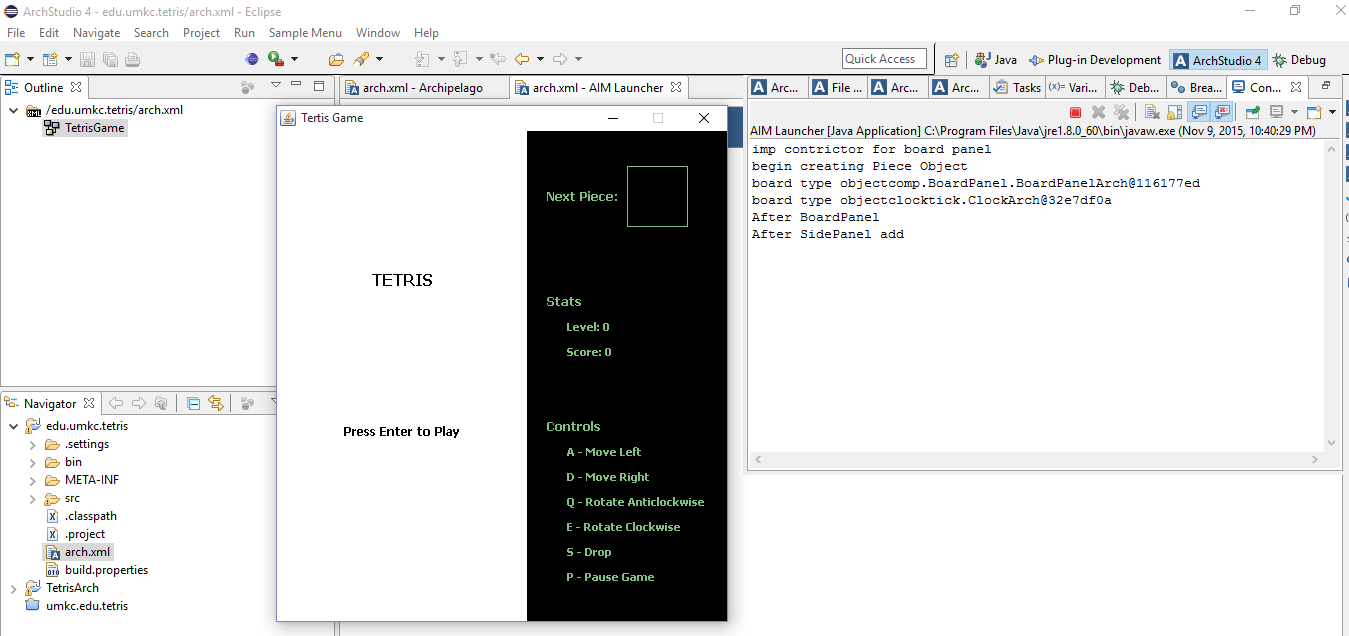 ArchStudio 4 - edu.umkc.tetris/arch.xml - Eclipse
File Edit Navigate Search Project Run Sample Menu Window Help
Quick Access Java Plug-in Development ArchStudio 4 Debug
Outline
/edu.umkc.tetris/arch.xml
TetrisGame
arch.xml - Archipelago arch.xml - AIM Launcher
Arc... File ... Arc... Arc... Tasks (x)= Vari... Deb... Brea... Con...
AIM Launcher [Java Application] C:\Program Files\Java\jre1.8.0_60\bin\javaw.exe (Nov 9, 2015, 10:40:29 PM)
imp contrictor for board panel
begin creating Piece Object
board type objectcomp.BoardPanel.BoardPanelArch@116177ed
board type objectclocktick.ClockArch@32e7df0a
After BoardPanel
After SidePanel add
Tertis Game
TETRIS
Press Enter to Play
Next Piece:
Stats
Level: 0
Score: 0
Controls
A - Move Left
D - Move Right
Q - Rotate Anticlockwise
E - Rotate Clockwise
S - Drop
P - Pause Game
Navigator
edu.umkc.tetris
.settings
bin
META-INF
src
.classpath
.project
arch.xml
build.properties
TetrisArch
umkc.edu.tetris